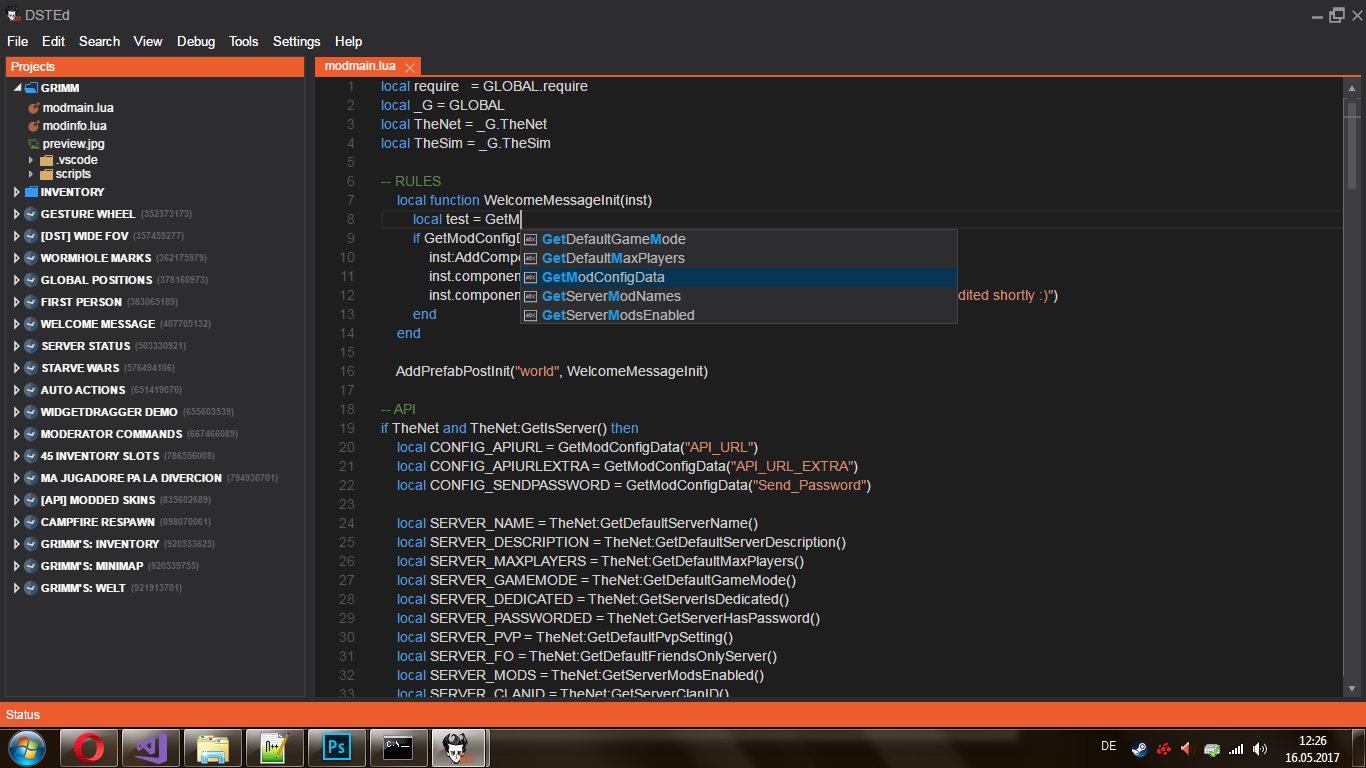 DSTEd
File Edit Search View Debug Tools Settings Help
Projects
GRIMM
modmain.lua
modinfo.lua
preview.jpg
.vscode
scripts
INVENTORY
GESTURE WHEEL (352373173)
[DST] WIDE FOV (357459277)
WORMHOLE MARKS (362175979)
GLOBAL POSITIONS (378160973)
FIRST PERSON (383065189)
WELCOME MESSAGE (407705132)
SERVER STATUS (503330921)
STARVE WARS (576494106)
AUTO ACTIONS (651419070)
WIDGETDRAGGER DEMO (655603539)
MODERATOR COMMANDS (667466089)
45 INVENTORY SLOTS (786556008)
MA JUGADORE PA LA DIVERCION (794930701)
[API] MODDED SKINS (835602689)
CAMPFIRE RESPAWN (898070061)
GRIMM'S: INVENTORY (920533625)
GRIMM'S: MINIMAP (920539755)
GRIMM'S: WELT (921913701)
modmain.lua
1 local require = GLOBAL.require
2 local _G = GLOBAL
3 local TheNet = _G.TheNet
4 local TheSim = _G.TheSim
5
6 -- RULES
7 local function WelcomeMessageInit(inst)
8 local test = GetM
9 if GetModConfigD
10 inst:AddCompo
11 inst.componen
12 inst.componen dited shortly :)")
13 end
14 end
15
16 AddPrefabPostInit("world", WelcomeMessageInit)
17
18 -- API
19 if TheNet and TheNet:GetIsServer() then
20 local CONFIG_APIURL = GetModConfigData("API_URL")
21 local CONFIG_APIURLEXTRA = GetModConfigData("API_URL_EXTRA")
22 local CONFIG_SENDPASSWORD = GetModConfigData("Send_Password")
23
24 local SERVER_NAME = TheNet:GetDefaultServerName()
25 local SERVER_DESCRIPTION = TheNet:GetDefaultServerDescription()
26 local SERVER_MAXPLAYERS = TheNet:GetDefaultMaxPlayers()
27 local SERVER_GAMEMODE = TheNet:GetDefaultGameMode()
28 local SERVER_DEDICATED = TheNet:GetServerIsDedicated()
29 local SERVER_PASSWORDED = TheNet:GetServerHasPassword()
30 local SERVER_PVP = TheNet:GetDefaultPvpSetting()
31 local SERVER_FO = TheNet:GetDefaultFriendsOnlyServer()
32 local SERVER_MODS = TheNet:GetServerModsEnabled()
33 local SERVER_CLANID = TheNet:GetServerClanID()
abc GetDefaultGameMode
abc GetDefaultMaxPlayers
abc GetModConfigData
abc GetServerModNames
abc GetServerModsEnabled
Status
Ps
C:\
DE
12:26
16.05.2017